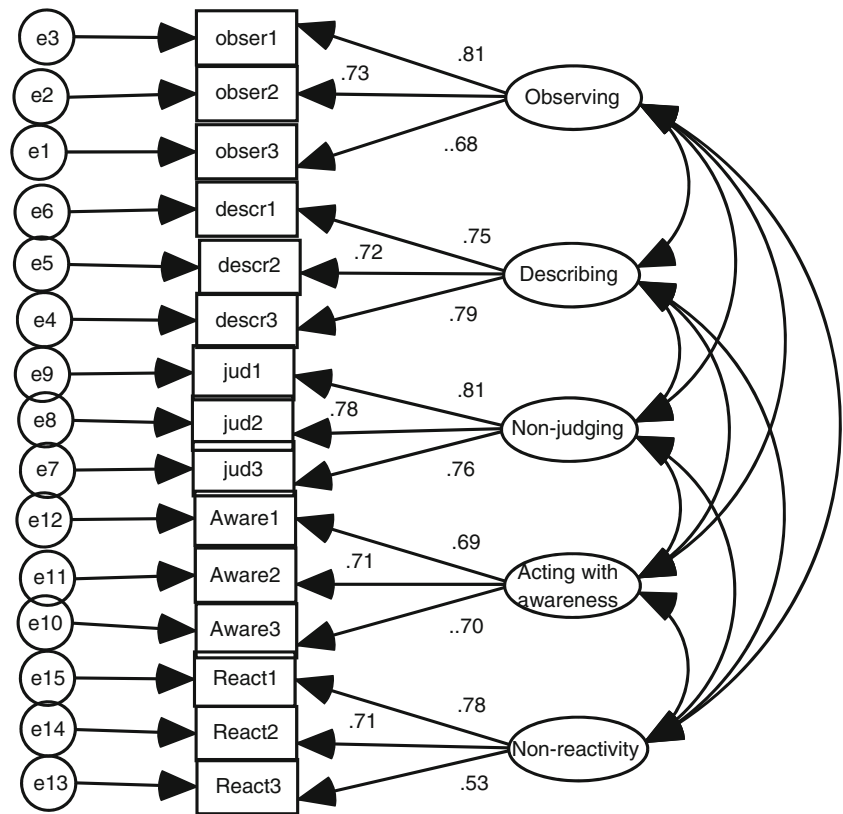 e3 obser1 .81
e2 obser2 .73 Observing
e1 obser3 ..68
e6 descr1 .75
e5 descr2 .72 Describing
e4 descr3 .79
e9 jud1 .81
e8 jud2 .78 Non-judging
e7 jud3 .76
e12 Aware1 .69
e11 Aware2 .71 Acting with
awareness
e10 Aware3 ..70
e15 React1 .78
e14 React2 .71 Non-reactivity
e13 React3 .53